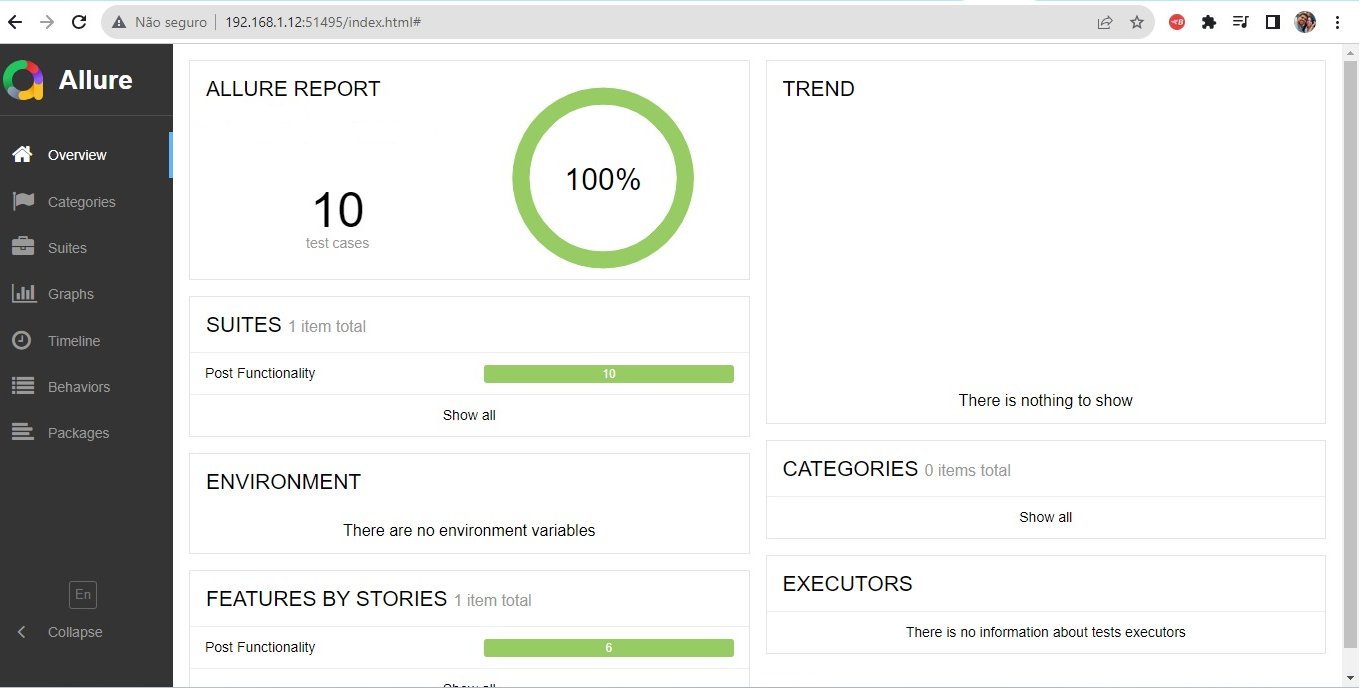 Não seguro
192.168.1.12:51495/index.html#
Allure
Overview
Categories
Suites
Graphs
Timeline
Behaviors
Packages
En
Collapse
ALLURE REPORT
10
test cases
100%
SUITES 1 item total
Post Functionality 10
Show all
ENVIRONMENT
There are no environment variables
FEATURES BY STORIES 1 item total
Post Functionality 6
Show all
TREND
There is nothing to show
CATEGORIES 0 items total
Show all
EXECUTORS
There is no information about tests executors